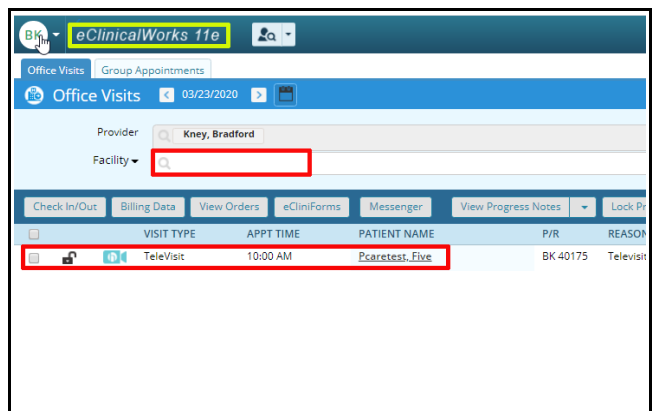 BK eClinicalWorks 11e
Office Visits Group Appointments
Office Visits 03/23/2020
Provider Kney, Bradford
Facility
Check In/Out Billing Data View Orders eCliniForms Messenger View Progress Notes Lock Pr
VISIT TYPE APPT TIME PATIENT NAME P/R REASON
TeleVisit 10:00 AM Pcaretest, Five BK 40175 Televisit